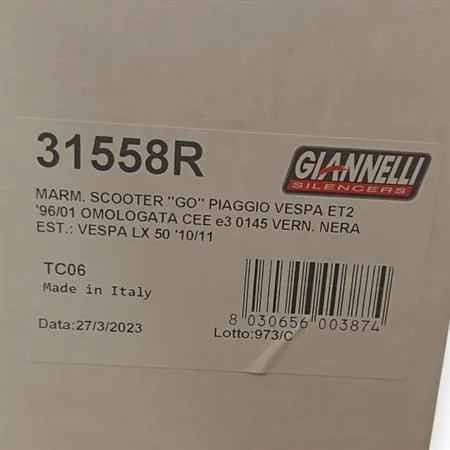 31558R
GIANNELLI
SILENCERS
MARM. SCOOTER "GO" PIAGGIO VESPA ET2
'96/01 OMOLOGATA CEE e3 0145 VERN. NERA
EST.: VESPA LX 50 '10/11
TC06
Made in Italy
8 030656 003874
Data:27/3/2023
Lotto:973/C